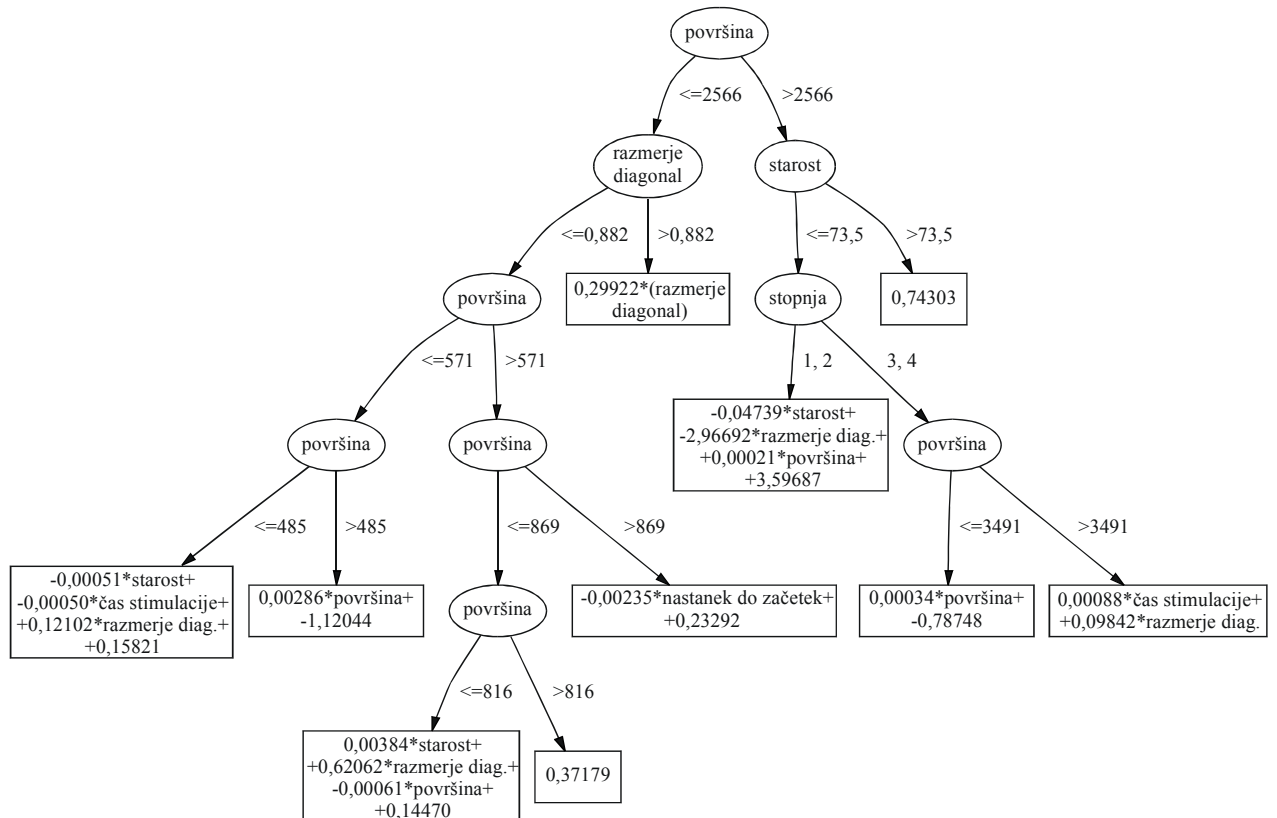 površina
<=2566
>2566
razmerje
diagonal
starost
<=0,882
>0,882
<=73,5
>73,5
površina
0,29922*(razmerje
diagonal)
stopnja
0,74303
<=571
>571
1, 2
3, 4
površina
površina
-0,04739*starost+
-2,96692*razmerje diag.+
+0,00021*površina+
+3,59687
površina
<=485
>485
<=869
>869
<=3491
>3491
-0,00051*starost+
-0,00050*čas stimulacije+
+0,12102*razmerje diag.+
+0,15821
0,00286*površina+
-1,12044
površina
-0,00235*nastanek do začetek+
+0,23292
0,00034*površina+
-0,78748
0,00088*čas stimulacije+
+0,09842*razmerje diag.
<=816
>816
0,00384*starost+
+0,62062*razmerje diag.+
-0,00061*površina+
+0,14470
0,37179